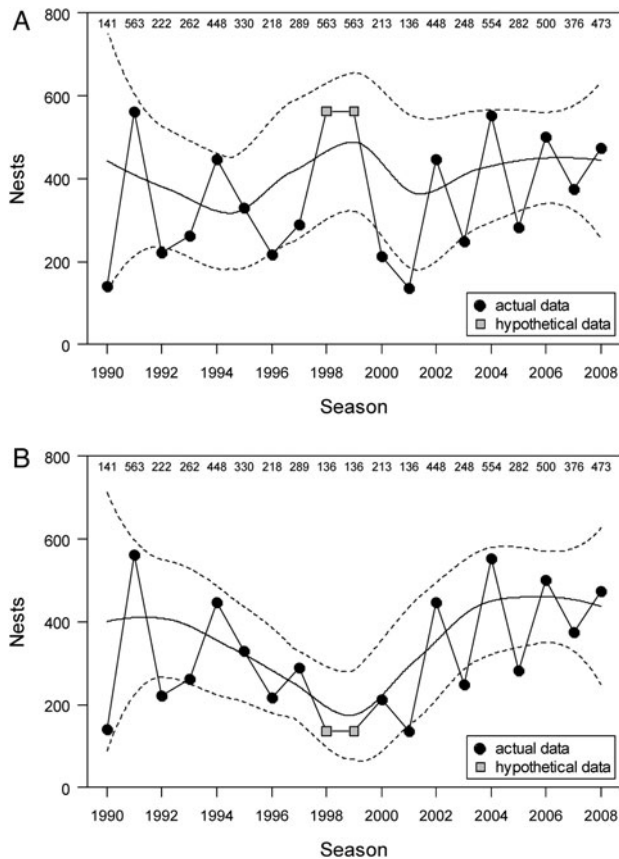 A
800
141 563 222 262 448 330 218 289 563 563 213 136 448 248 554 282 500 376 473
600
Nests
400
200
0
actual data
hypothetical data
1990 1992 1994 1996 1998 2000 2002 2004 2006 2008
Season
B
800
141 563 222 262 448 330 218 289 136 136 213 136 448 248 554 282 500 376 473
600
Nests
400
200
0
actual data
hypothetical data
1990 1992 1994 1996 1998 2000 2002 2004 2006 2008
Season